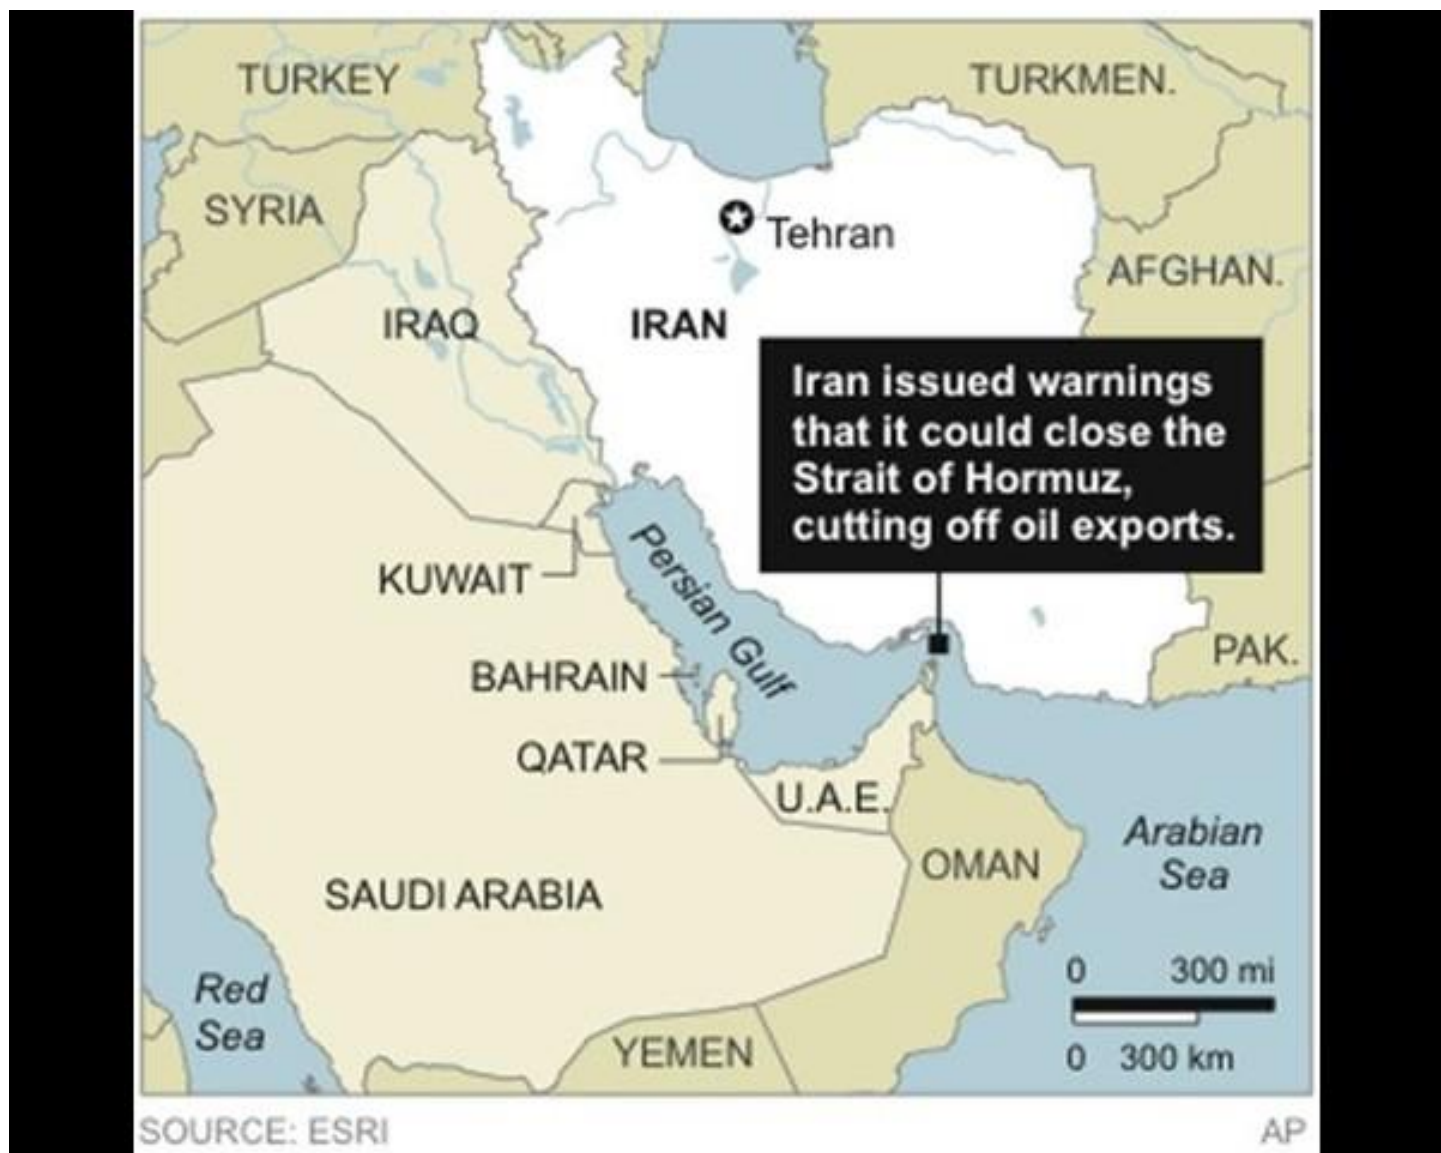 TURKEY
TURKMEN.
SYRIA
Tehran
AFGHAN.
IRAQ
IRAN
Iran issued warnings
that it could close the
Strait of Hormuz,
cutting off oil exports.
Persian Gulf
KUWAIT
PAK.
BAHRAIN
QATAR
U.A.E.
Arabian
Sea
OMAN
SAUDI ARABIA
0 300 mi
Red
Sea
YEMEN
0 300 km
SOURCE: ESRI
AP